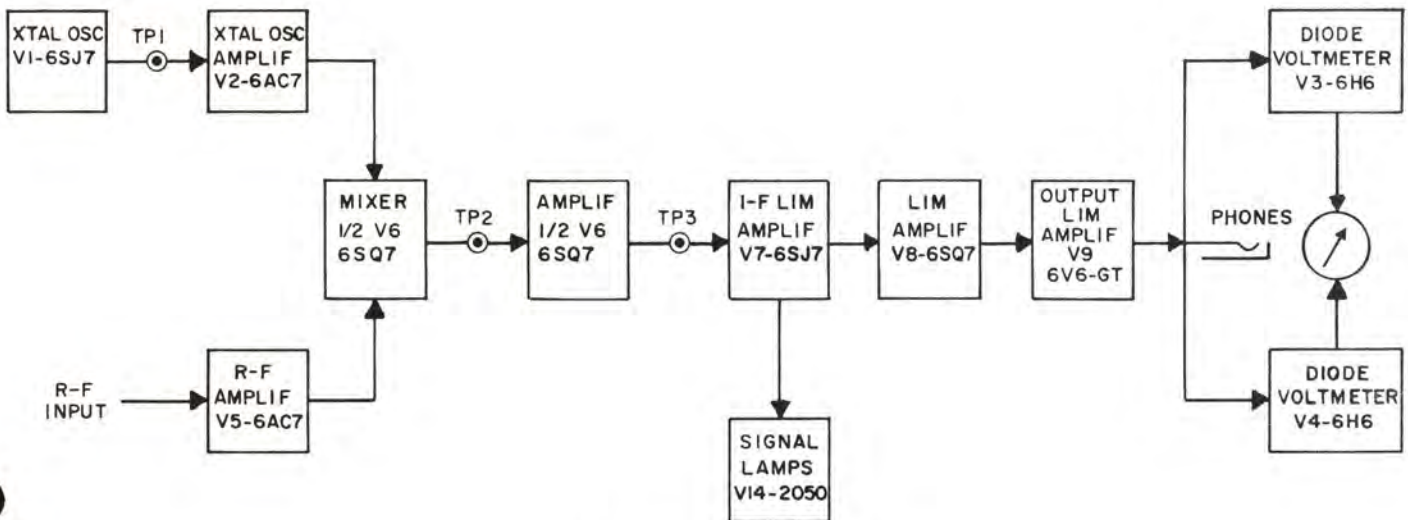 XTAL OSC
V1-6SJ7
TP1
XTAL OSC
AMPLIF
V2-6AC7
DIODE
VOLTMETER
V3-6H6
MIXER
1/2 V6
6SQ7
TP2
AMPLIF
1/2 V6
6SQ7
TP3
I-F LIM
AMPLIF
V7-6SJ7
LIM
AMPLIF
V8-6SQ7
OUTPUT
LIM
AMPLIF
V9
6V6-GT
PHONES
R-F
INPUT
R-F
AMPLIF
V5-6AC7
SIGNAL
LAMPS
V14-2050
DIODE
VOLTMETER
V4-6H6